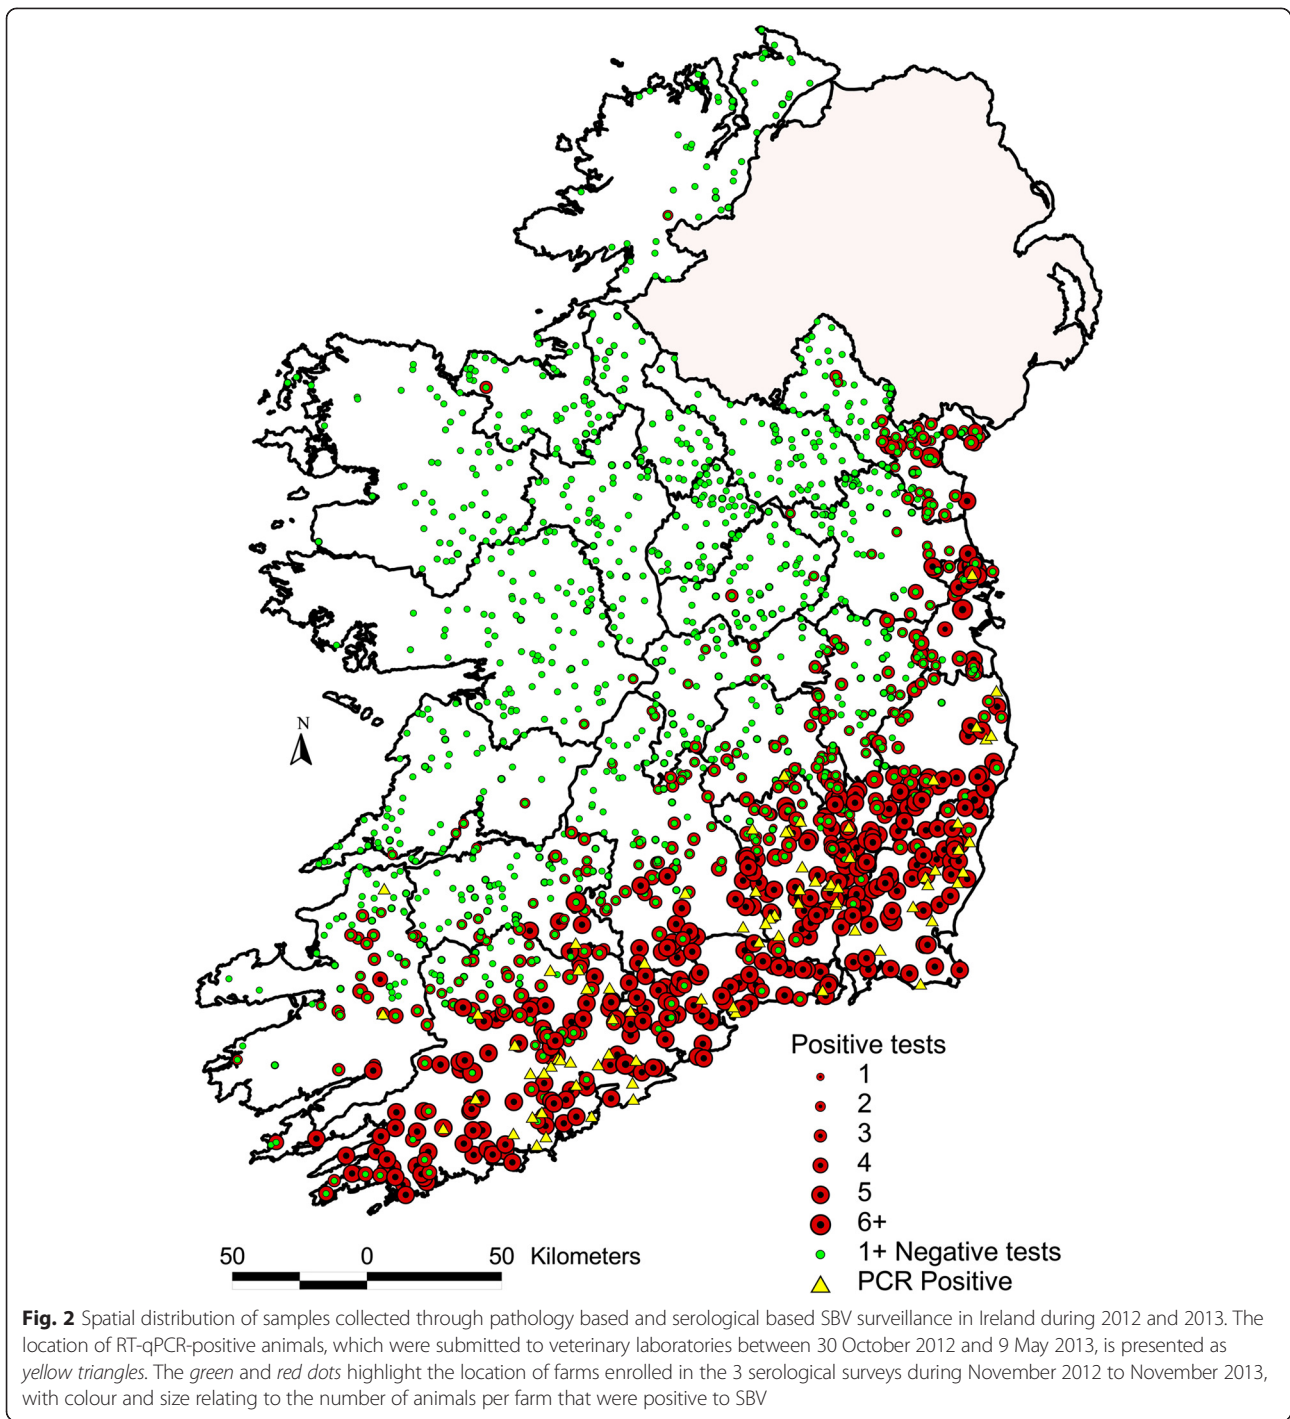 N
Positive tests
1
2
3
4
5
6+
1+ Negative tests
PCR Positive
50 0 50 Kilometers
Fig. 2 Spatial distribution of samples collected through pathology based and serological based SBV surveillance in Ireland during 2012 and 2013. The
location of RT-qPCR-positive animals, which were submitted to veterinary laboratories between 30 October 2012 and 9 May 2013, is presented as
yellow triangles. The green and red dots highlight the location of farms enrolled in the 3 serological surveys during November 2012 to November 2013,
with colour and size relating to the number of animals per farm that were positive to SBV